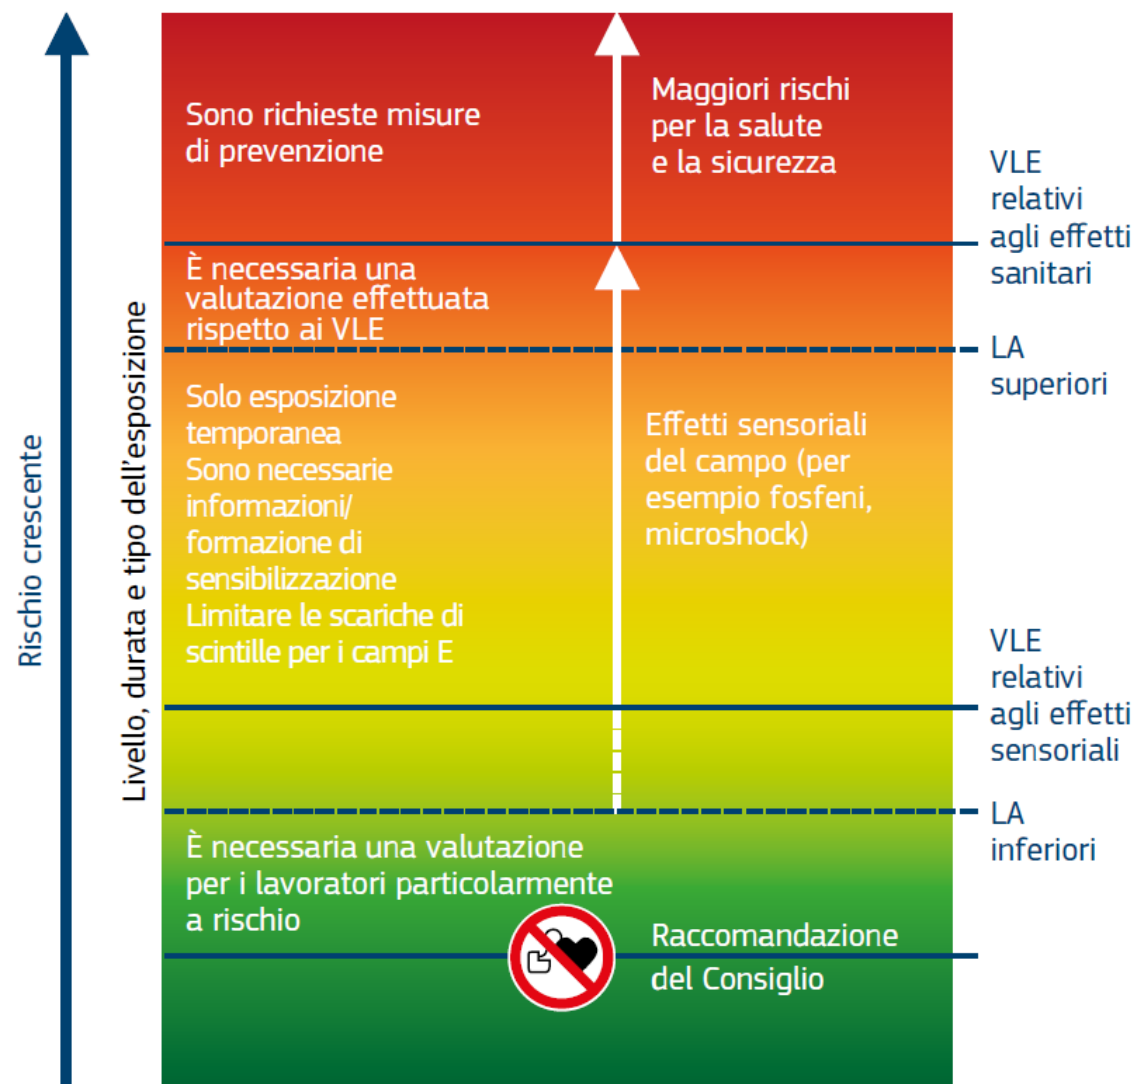 Sono richieste misure
di prevenzione
Maggiori rischi
per la salute
e la sicurezza
VLE
relativi
agli effetti
sanitari
È necessaria una
valutazione effettuata
rispetto ai VLE
LA
superiori
Solo esposizione
temporanea
Sono necessarie
informazioni/
formazione di
sensibilizzazione
Limitare le scariche di
scintille per i campi E
Effetti sensoriali
del campo (per
esempio fosfeni,
microshock)
VLE
relativi
agli effetti
sensoriali
LA
inferiori
È necessaria una valutazione
per i lavoratori particolarmente
a rischio
Raccomandazione
del Consiglio
Rischio crescente
Livello, durata e tipo dell'esposizione